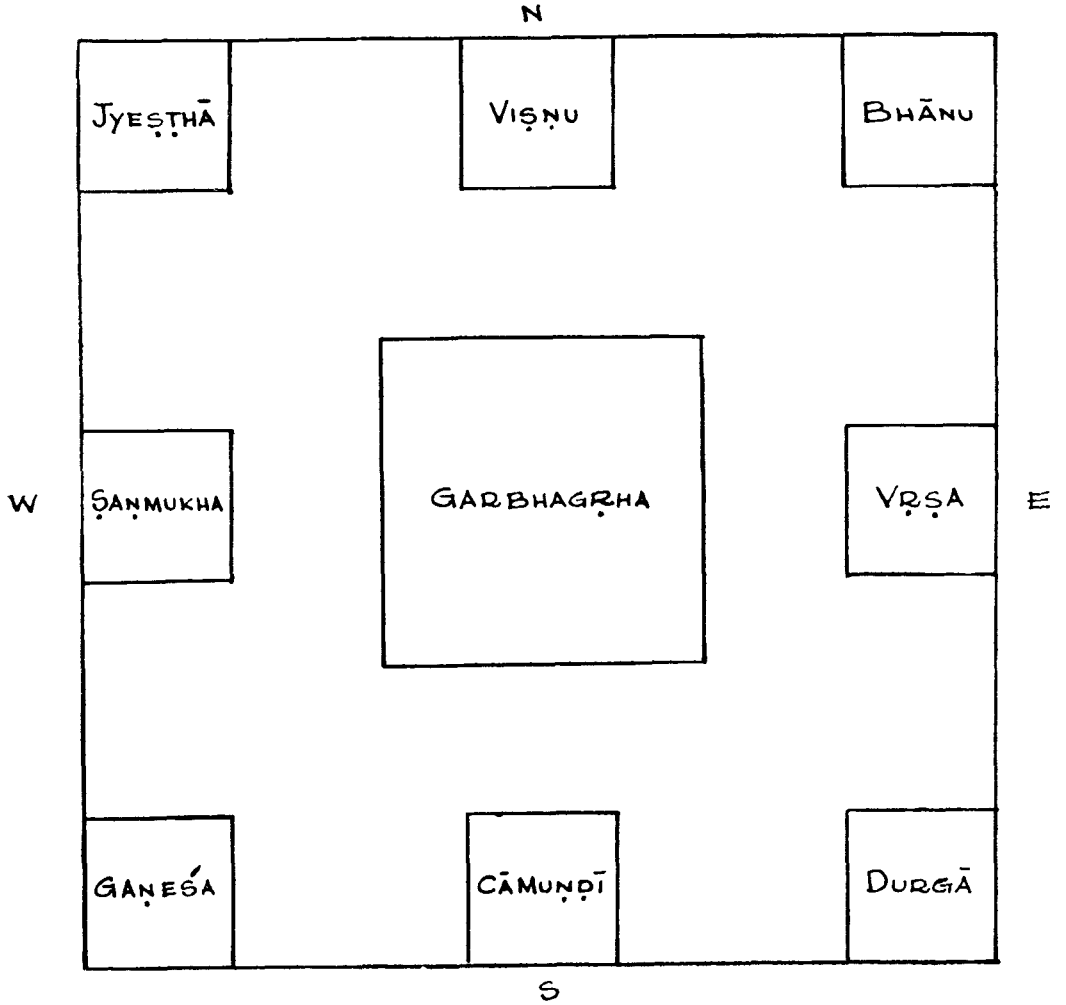 N
JYEṢṬHĀ
VIṢṆU
BHĀNU
W
ṢAṆMUKHA
GARBHAGṚHA
VṚṢA
E
GAṆEŚA
CĀMUṆḌĪ
DURGĀ
S